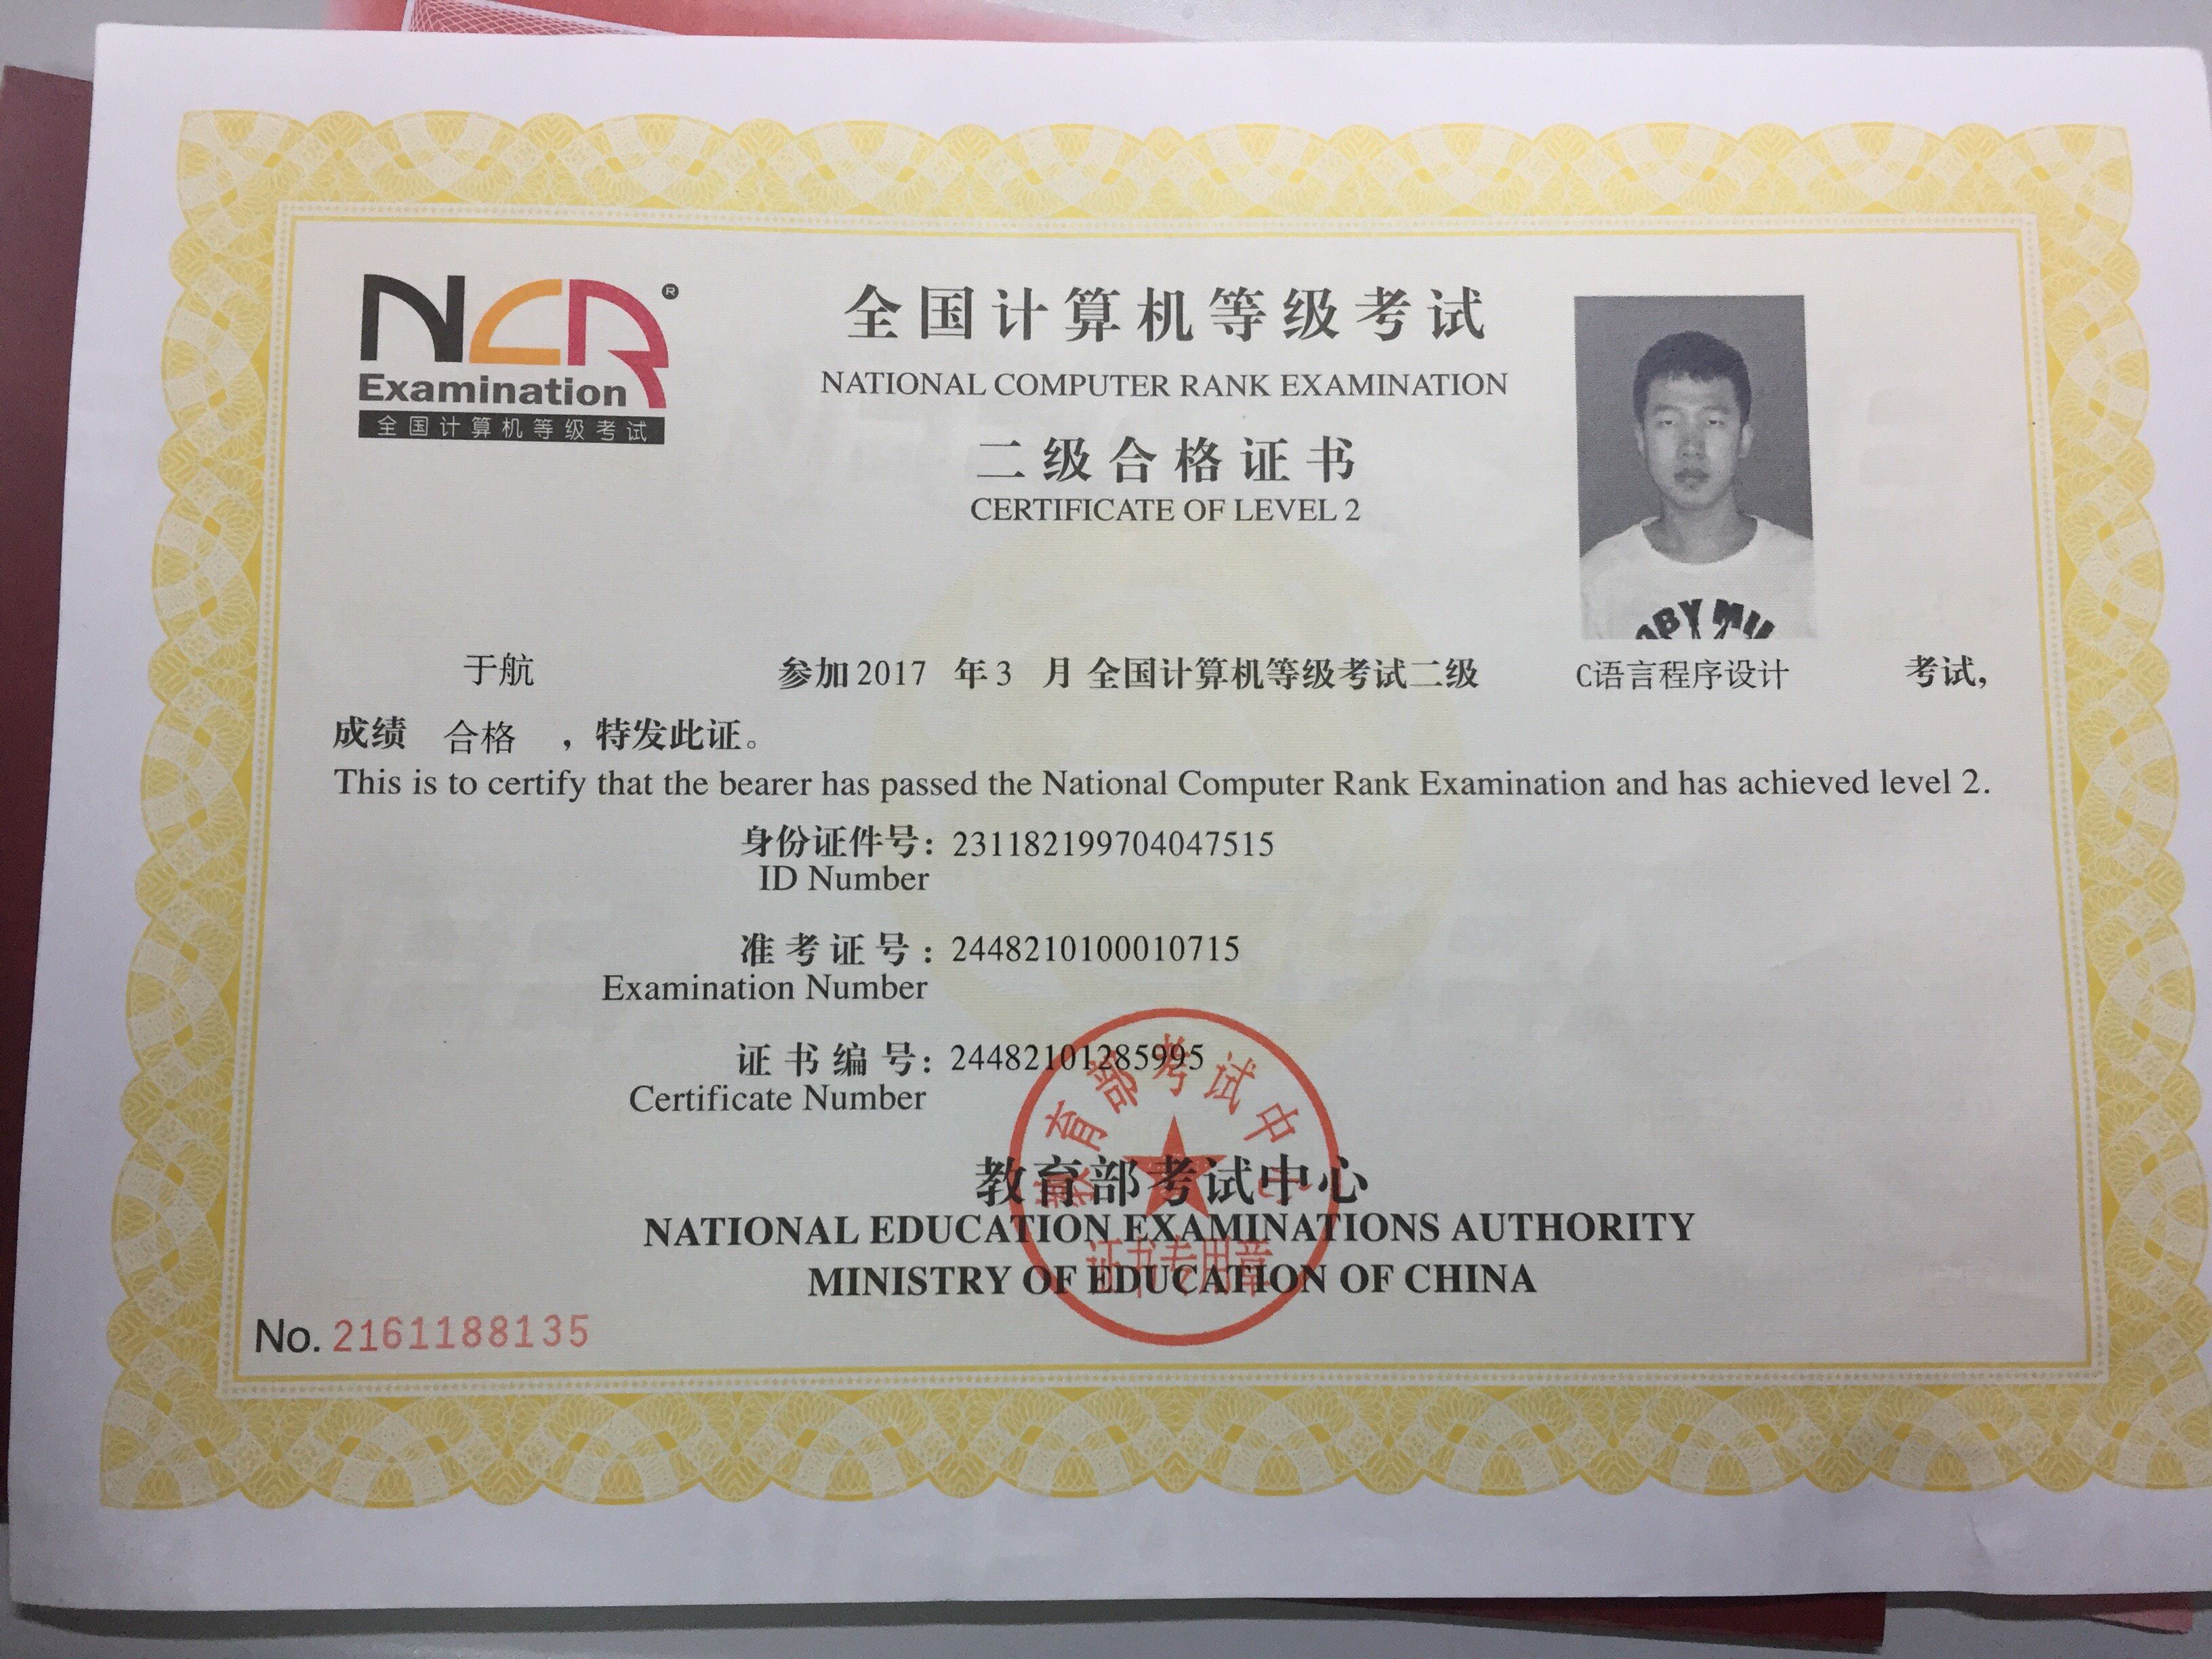 NCR®
Examination
全国计算机等级考试
全国计算机等级考试
NATIONAL COMPUTER RANK EXAMINATION
二级合格证书
CERTIFICATE OF LEVEL 2
BY MIL
于航 参加2017 年3 月全国计算机等级考试二级 C语言程序设计 考试，
成绩 合格 ，特发此证。
This is to certify that the bearer has passed the National Computer Rank Examination and has achieved level 2.
身份证件号：231182199704047515
ID Number
准考证号：2448210100010715
Examination Number
证书编号：24482101285995
Certificate Number
教育部考试中心
教育部考试中心
NATIONAL EDUCATION EXAMINATIONS AUTHORITY
证书专用章
MINISTRY OF EDUCATION OF CHINA
No. 2161188135